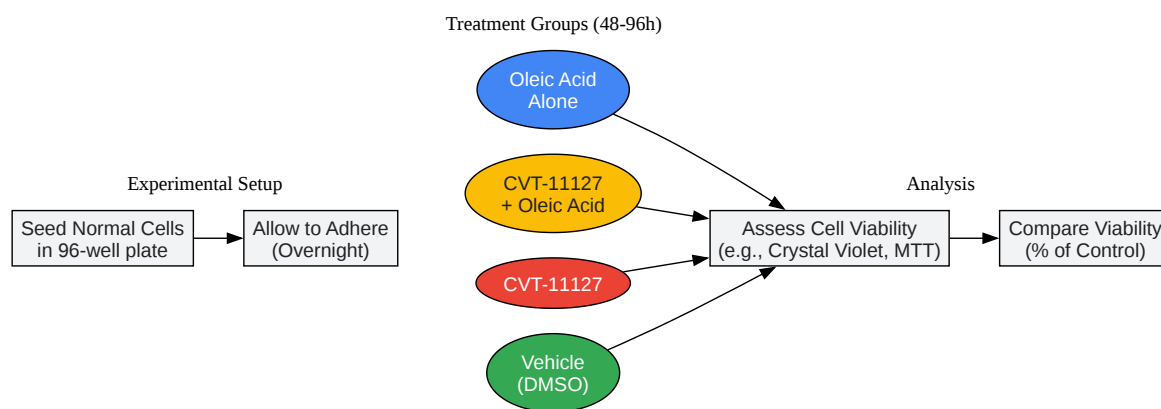 Treatment Groups (48-96h)
Oleic Acid
Alone
CVT-11127
+ Oleic Acid
CVT-11127
Vehicle
(DMSO)
Experimental Setup
Seed Normal Cells
in 96-well plate
Allow to Adhere
(Overnight)
Analysis
Assess Cell Viability
(e.g., Crystal Violet, MTT)
Compare Viability
(% of Control)